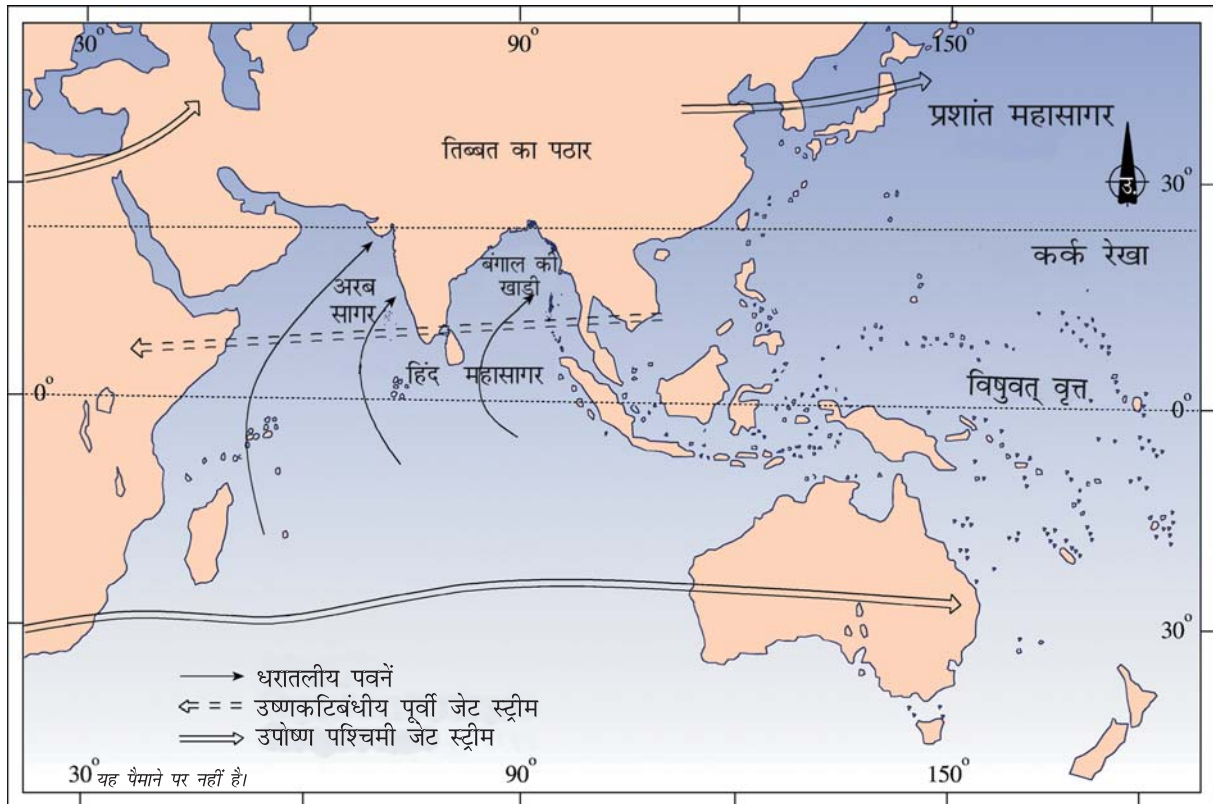 30°
90°
150°
प्रशांत महासागर
तिब्बत का पठार
उ.
30°
कर्क रेखा
बंगाल की
खाड़ी
अरब
सागर
हिंद महासागर
विषुवत् वृत्त
0°
0°
30°
धरातलीय पवनें
उष्णकटिबंधीय पूर्वी जेट स्ट्रीम
उपोष्ण पश्चिमी जेट स्ट्रीम
30°
यह पैमाने पर नहीं है।
90°
150°